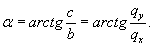 α = arctg c/b = arctg q_y/q_x.